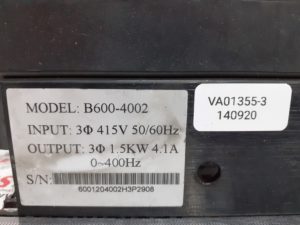 MODEL: B600-4002
INPUT: 3Φ 415V 50/60Hz
OUTPUT: 3Φ 1.5KW 4.1A
0~400Hz
S/N:
6001204002H3P2908
VA01355-3
140920